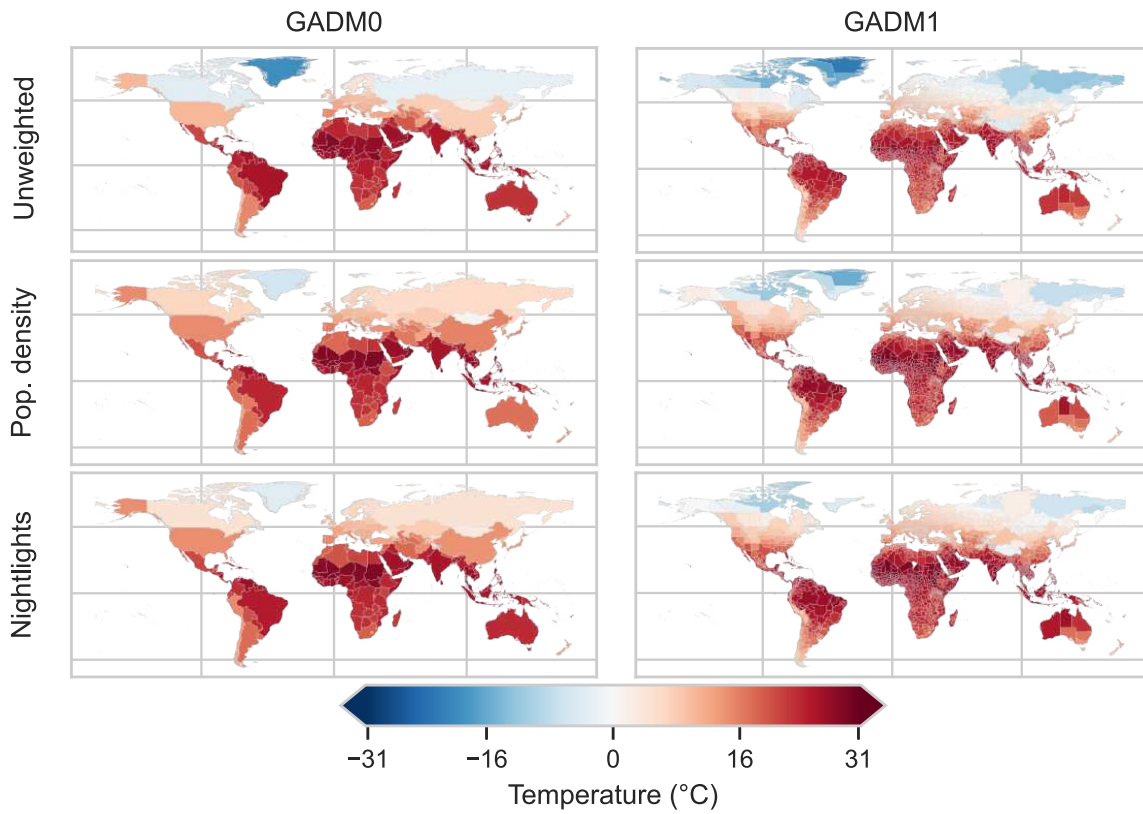 GADM0
GADM1
Unweighted
Pop. density
Nightlights
−31
−16
0
16
31
Temperature (°C)